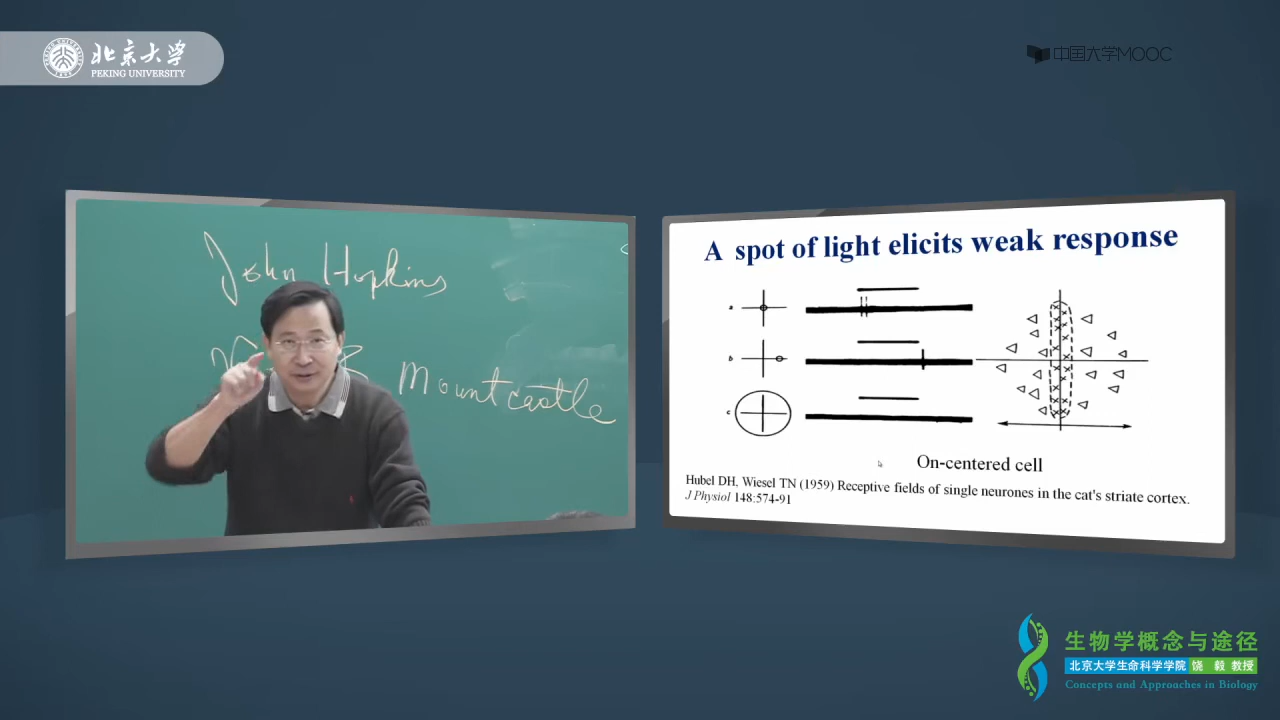 北京大学
PEKING UNIVERSITY
中国大学MOOC
John Hopkins
Mountcastle
A spot of light elicits weak response
a
b
c
On-centered cell
Hubel DH, Wiesel TN (1959) Receptive fields of single neurones in the cat's striate cortex.
J Physiol 148:574-91
生物学概念与途径
北京大学生命科学学院 饶 毅 教授
Concepts and Approaches in Biology